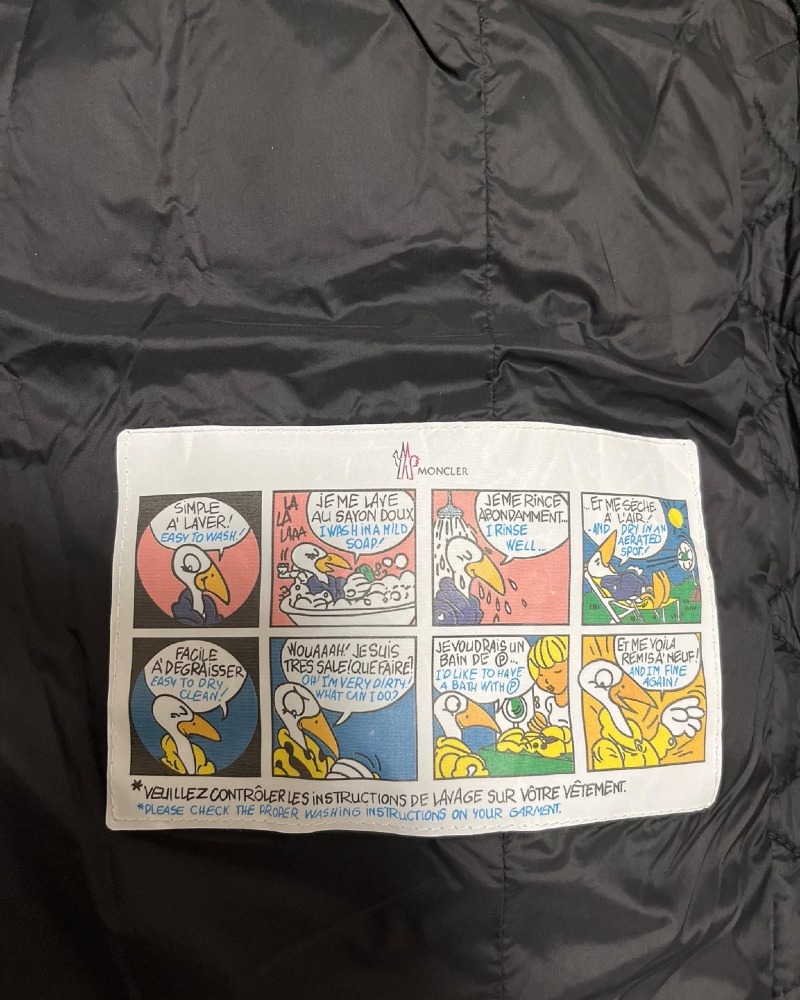 MONCLER
SIMPLE
A' LAVER!
EASY TO WASH!
LA
LA
LAAA
JE ME LAVE
AU SAVON DOUX
I WASH IN A MILD
SOAP!
JE ME RINCE
ABONDAMMENT...
I RINSE
WELL...
...ET ME SÈCHE
À L'AIR!
...AND DRY IN AN
AERATED
SPOT!
FACILE
A' DEGRAISSER
EASY TO DRY
CLEAN!
WOUAAAH! JE SUIS
TRES SALE! QUE FAIRE!
OH! I'M VERY DIRTY!
WHAT CAN I DO?
JE VOUDRAIS UN
BAIN DE Ⓟ...
I'D LIKE TO HAVE
A BATH WITH Ⓟ
ET ME VOILA
REMIS A' NEUF!
AND I'M FINE
AGAIN!
*VEUILLEZ CONTRÔLER LES INSTRUCTIONS DE LAVAGE SUR VÔTRE VÊTEMENT.
*PLEASE CHECK THE PROPER WASHING INSTRUCTIONS ON YOUR GARMENT.